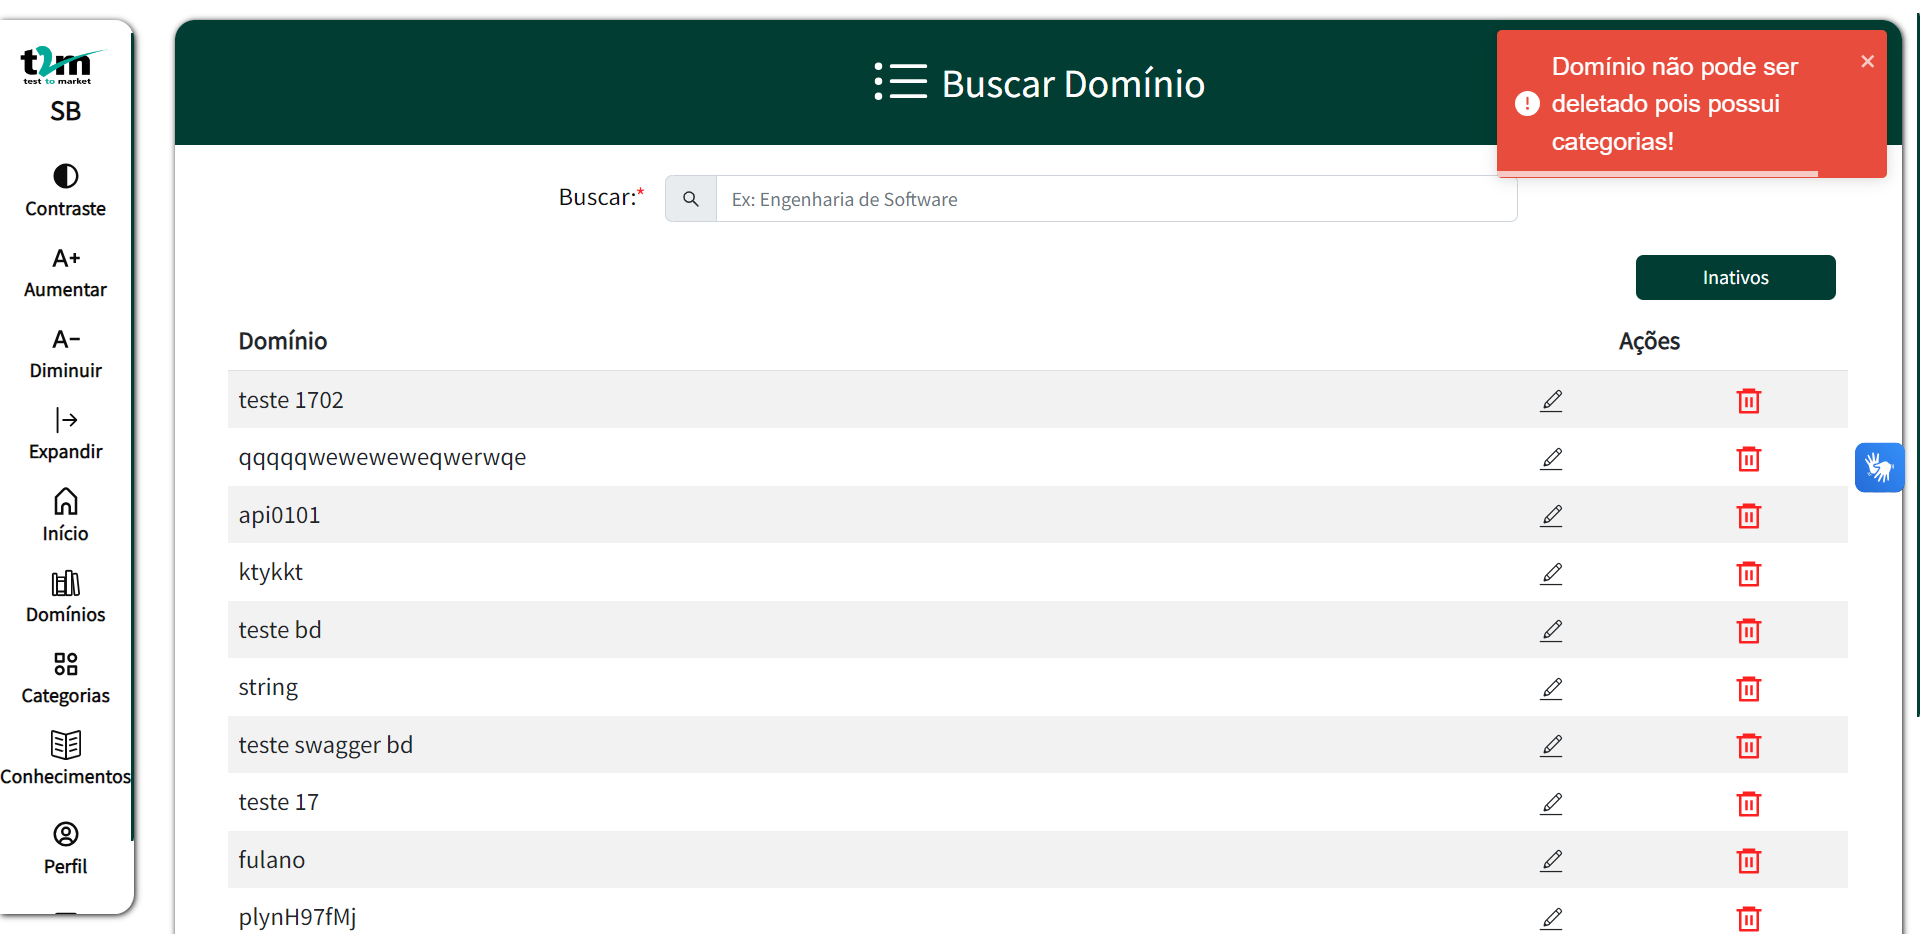 t2m
test to market
SB
Contraste
A+
Aumentar
A-
Diminuir
Expandir
Início
Domínios
Categorias
Conhecimentos
Perfil
Buscar Domínio
Domínio não pode ser
deletado pois possui
categorias!
Buscar:*
Ex: Engenharia de Software
Inativos
Domínio Ações
teste 1702
qqqqqweweweweqwerwqe
api0101
ktykkt
teste bd
string
teste swagger bd
teste 17
fulano
plynH97fMj